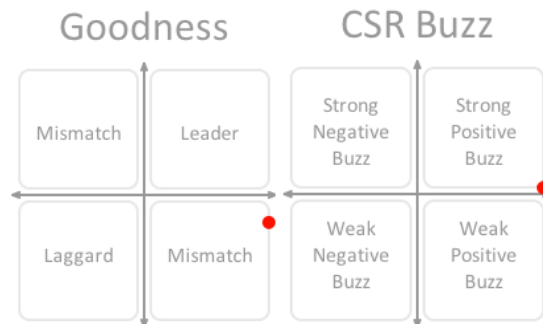 Goodness
CSR Buzz
Mismatch
Leader
Laggard
Mismatch
Strong
Negative
Buzz
Strong
Positive
Buzz
Weak
Negative
Buzz
Weak
Positive
Buzz